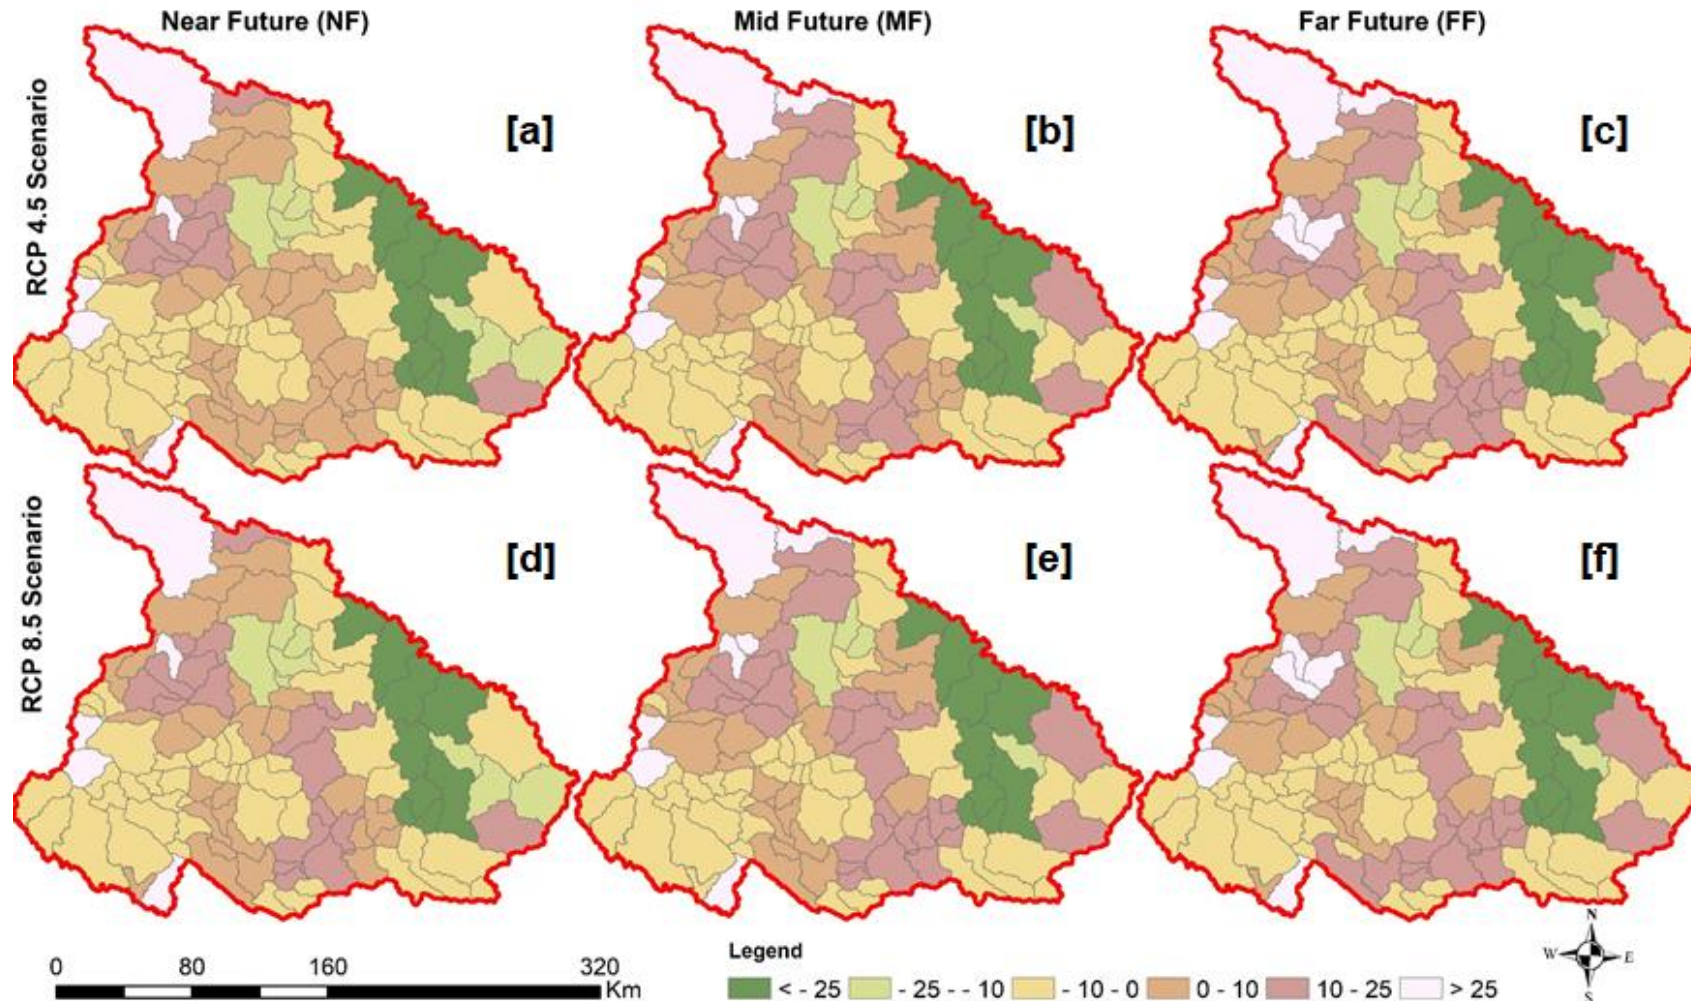 Near Future (NF)
Mid Future (MF)
Far Future (FF)
RCP 4.5 Scenario
[a]
[b]
[c]
RCP 8.5 Scenario
[d]
[e]
[f]
0 80 160 320
Km
Legend
< - 25
- 25 - - 10
- 10 - 0
0 - 10
10 - 25
> 25
N
W
E
S